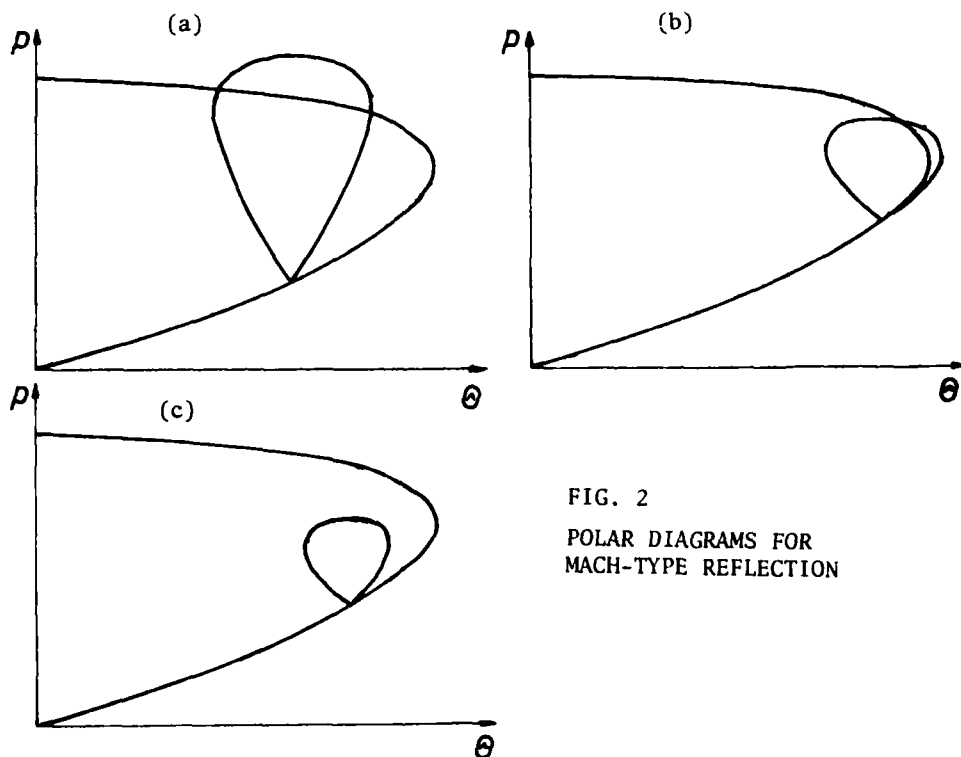 (a)
p
θ
(b)
p
θ
(c)
p
θ
FIG. 2
POLAR DIAGRAMS FOR
MACH-TYPE REFLECTION